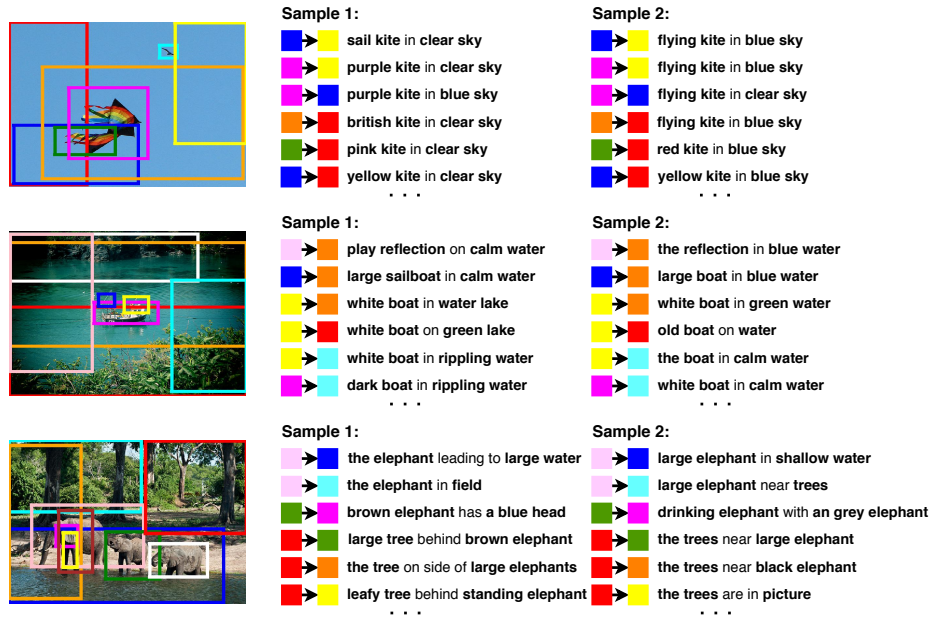 Sample 1:
sail kite in clear sky
purple kite in clear sky
purple kite in blue sky
british kite in clear sky
pink kite in clear sky
yellow kite in clear sky
. . .
Sample 2:
flying kite in blue sky
flying kite in blue sky
flying kite in clear sky
flying kite in blue sky
red kite in blue sky
yellow kite in blue sky
. . .
Sample 1:
play reflection on calm water
large sailboat in calm water
white boat in water lake
white boat on green lake
white boat in rippling water
dark boat in rippling water
. . .
Sample 2:
the reflection in blue water
large boat in blue water
white boat in green water
old boat on water
the boat in calm water
white boat in calm water
. . .
Sample 1:
the elephant leading to large water
the elephant in field
brown elephant has a blue head
large tree behind brown elephant
the tree on side of large elephants
leafy tree behind standing elephant
. . .
Sample 2:
large elephant in shallow water
large elephant near trees
drinking elephant with an grey elephant
the trees near large elephant
the trees near black elephant
the trees are in picture
. . .